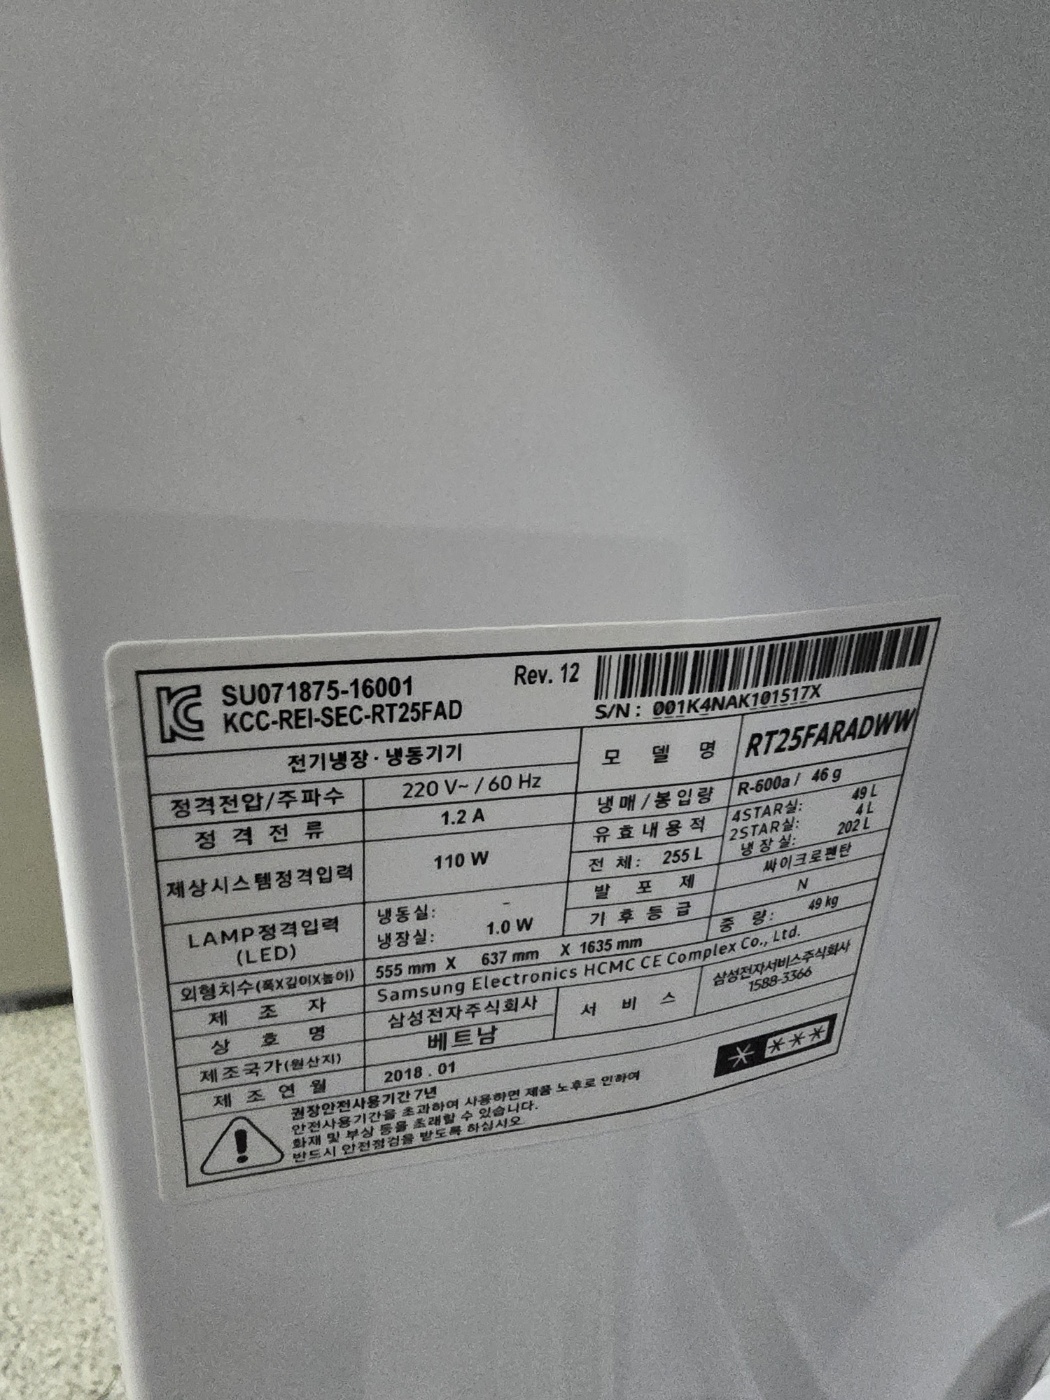 SU071875-16001
KCC-REI-SEC-RT25FAD
Rev. 12
S/N : 001K4NAK101517X
전기냉장·냉동기기
모 델 명 RT25FARADWW
정격전압/주파수 220 V~ / 60 Hz
냉매/봉입량 R-600a / 46 g
정 격 전 류 1.2 A
유효내용적
전 체: 255 L
4STAR실: 49 L
2STAR실: 4 L
냉장실: 202 L
제상시스템정격입력 110 W
발 포 제 싸이크로펜탄
LAMP정격입력
(LED)
냉동실: -
냉장실: 1.0 W
기 후 등 급 N
외형치수(폭X깊이X높이) 555 mm X 637 mm X 1635 mm
중 량: 49 kg
제 조 자 Samsung Electronics HCMC CE Complex Co., Ltd.
상 호 명 삼성전자주식회사
서 비 스 삼성전자서비스주식회사
1588-3366
제조국가(원산지) 베트남
제 조 연 월 2018 . 01
권장안전사용기간 7년
안전사용기간을 초과하여 사용하면 제품 노후로 인하여
화재 및 부상 등을 초래할 수 있습니다.
반드시 안전점검을 받도록 하십시오.